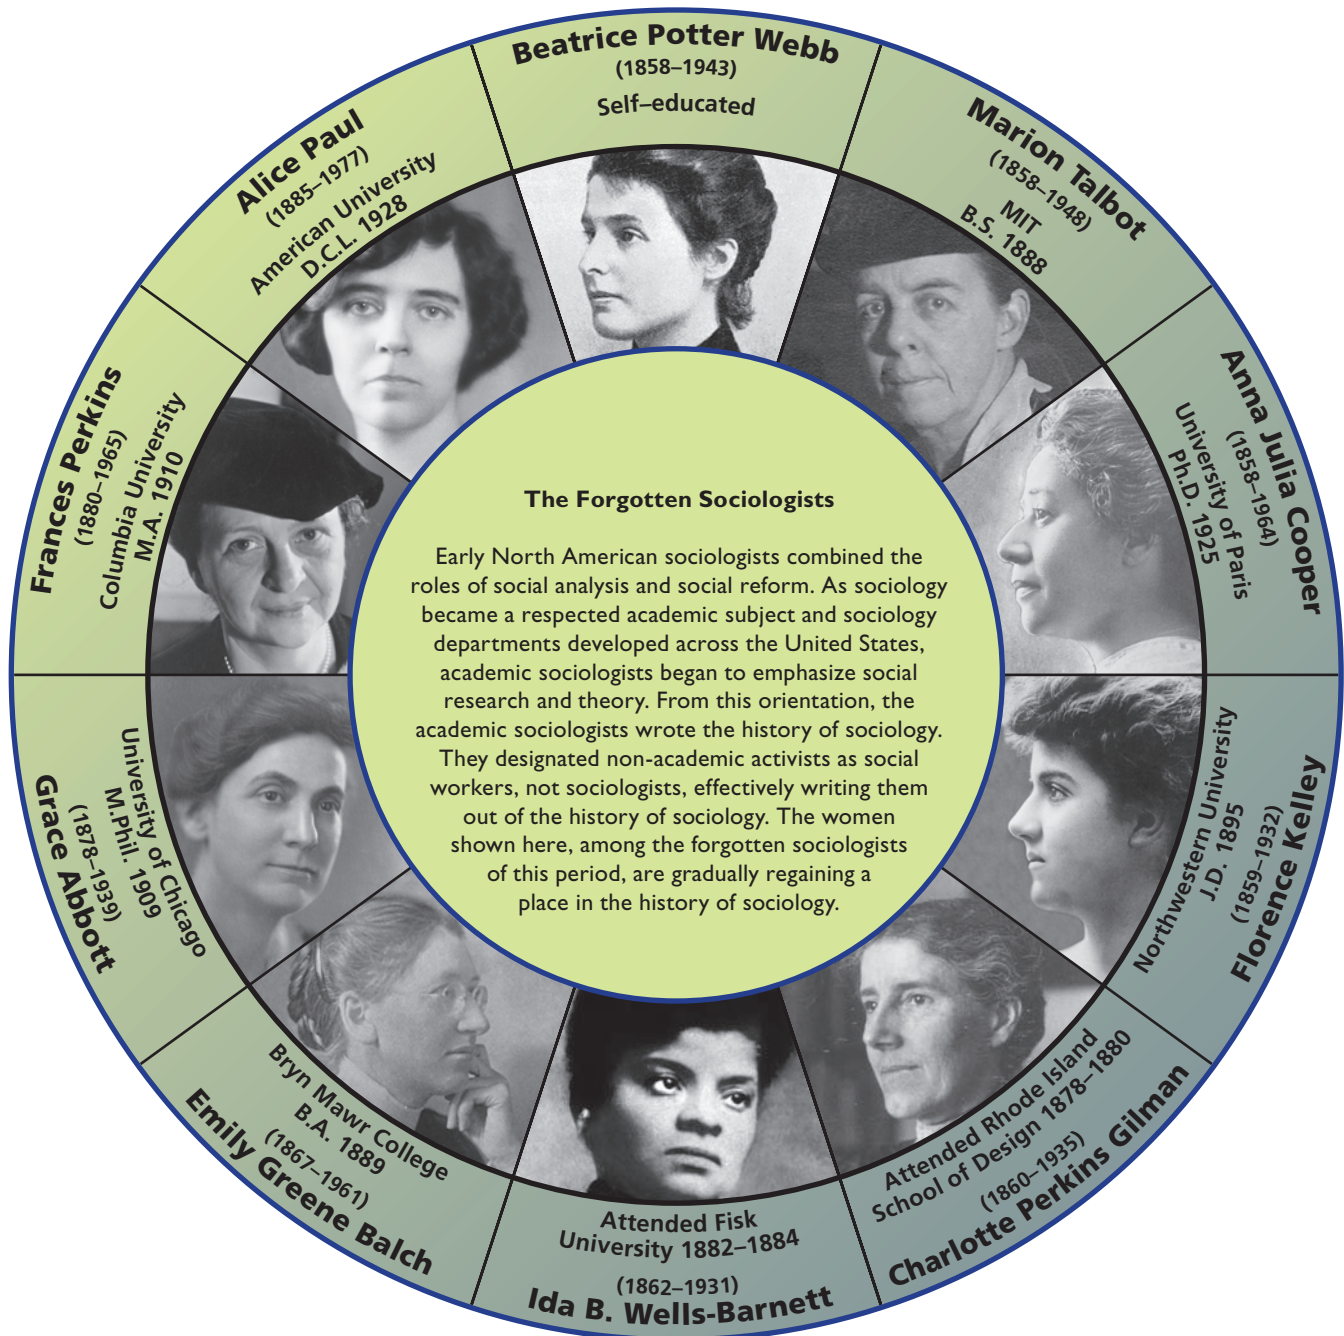 Beatrice Potter Webb
(1858–1943)
Self–educated
Marion Talbot
(1858–1948)
MIT
B.S. 1888
Anna Julia Cooper
(1858–1964)
University of Paris
Ph.D. 1925
Northwestern University
J.D. 1895
(1859–1932)
Florence Kelley
Attended Rhode Island
School of Design 1878–1880
(1860–1935)
Charlotte Perkins Gilman
Attended Fisk
University 1882–1884
(1862–1931)
Ida B. Wells-Barnett
Bryn Mawr College
B.A. 1889
(1867–1961)
Emily Greene Balch
University of Chicago
M.Phil. 1909
(1878–1939)
Grace Abbott
Frances Perkins
(1880–1965)
Columbia University
M.A. 1910
Alice Paul
(1885–1977)
American University
D.C.L. 1928
The Forgotten Sociologists
Early North American sociologists combined the
roles of social analysis and social reform. As sociology
became a respected academic subject and sociology
departments developed across the United States,
academic sociologists began to emphasize social
research and theory. From this orientation, the
academic sociologists wrote the history of sociology.
They designated non-academic activists as social
workers, not sociologists, effectively writing them
out of the history of sociology. The women
shown here, among the forgotten sociologists
of this period, are gradually regaining a
place in the history of sociology.